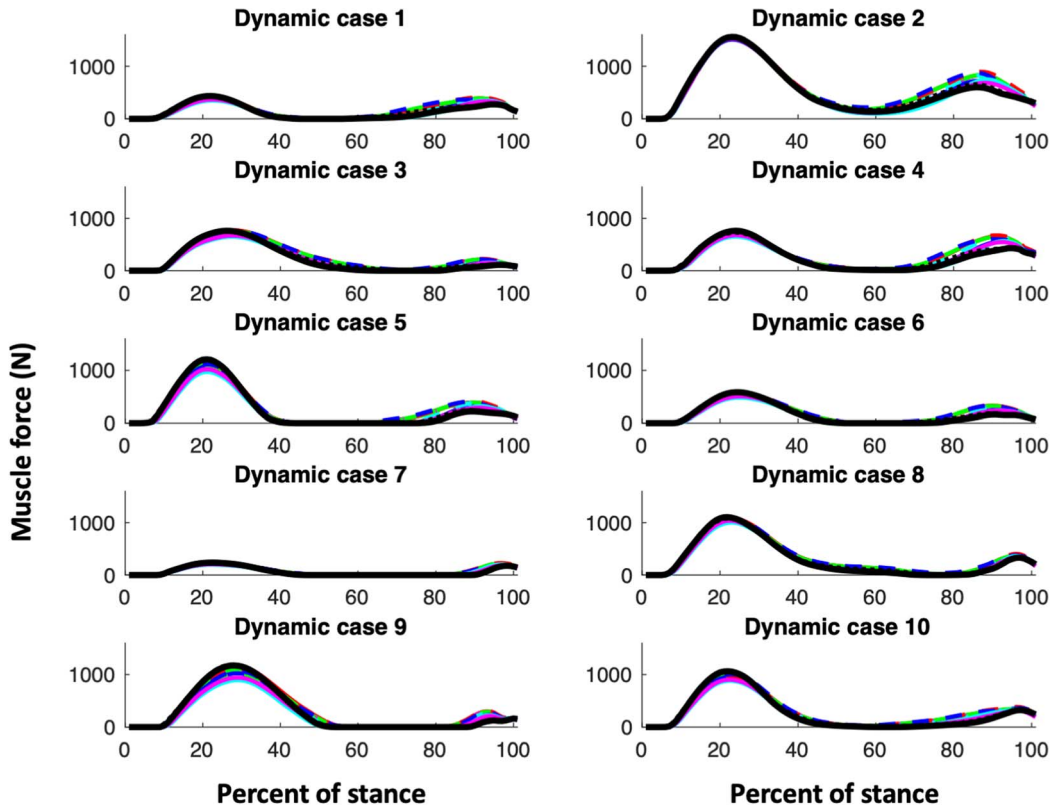 Dynamic case 1
Dynamic case 2
1000
0
0 20 40 60 80 100
1000
0
0 20 40 60 80 100
Dynamic case 3
Dynamic case 4
1000
0
0 20 40 60 80 100
1000
0
0 20 40 60 80 100
Dynamic case 5
Dynamic case 6
1000
0
0 20 40 60 80 100
1000
0
0 20 40 60 80 100
Dynamic case 7
Dynamic case 8
1000
0
0 20 40 60 80 100
1000
0
0 20 40 60 80 100
Dynamic case 9
Dynamic case 10
1000
0
0 20 40 60 80 100
1000
0
0 20 40 60 80 100
Muscle force (N)
Percent of stance
Percent of stance